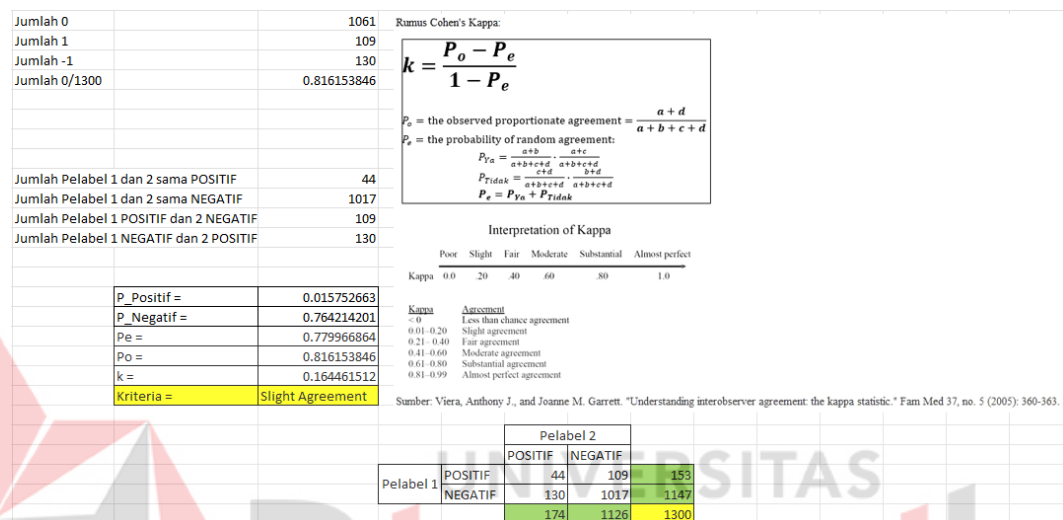 Jumlah 0 1061
Jumlah 1 109
Jumlah -1 130
Jumlah 0/1300 0.816153846
Jumlah Pelabel 1 dan 2 sama POSITIF 44
Jumlah Pelabel 1 dan 2 sama NEGATIF 1017
Jumlah Pelabel 1 POSITIF dan 2 NEGATIF 109
Jumlah Pelabel 1 NEGATIF dan 2 POSITIF 130
P_Positif = 0.015752663
P_Negatif = 0.764214201
Pe = 0.779966864
Po = 0.816153846
k = 0.164461512
Kriteria = Slight Agreement
Rumus Cohen's Kappa:
k = (Po − Pe) / (1 − Pe)
Po = the observed proportionate agreement = (a + d) / (a + b + c + d)
Pe = the probability of random agreement:
PYa = (a+b)/(a+b+c+d) · (a+c)/(a+b+c+d)
PTidak = (c+d)/(a+b+c+d) · (b+d)/(a+b+c+d)
Pe = PYa + PTidak
Interpretation of Kappa
Poor Slight Fair Moderate Substantial Almost perfect
Kappa 0.0 .20 .40 .60 .80 1.0
Kappa Agreement
< 0 Less than chance agreement
0.01–0.20 Slight agreement
0.21– 0.40 Fair agreement
0.41–0.60 Moderate agreement
0.61–0.80 Substantial agreement
0.81–0.99 Almost perfect agreement
Sumber: Viera, Anthony J., and Joanne M. Garrett. "Understanding interobserver agreement: the kappa statistic." Fam Med 37, no. 5 (2005): 360-363.
Pelabel 2
POSITIF NEGATIF
Pelabel 1 POSITIF 44 109 153
NEGATIF 130 1017 1147
174 1126 1300
UNIVERSITAS